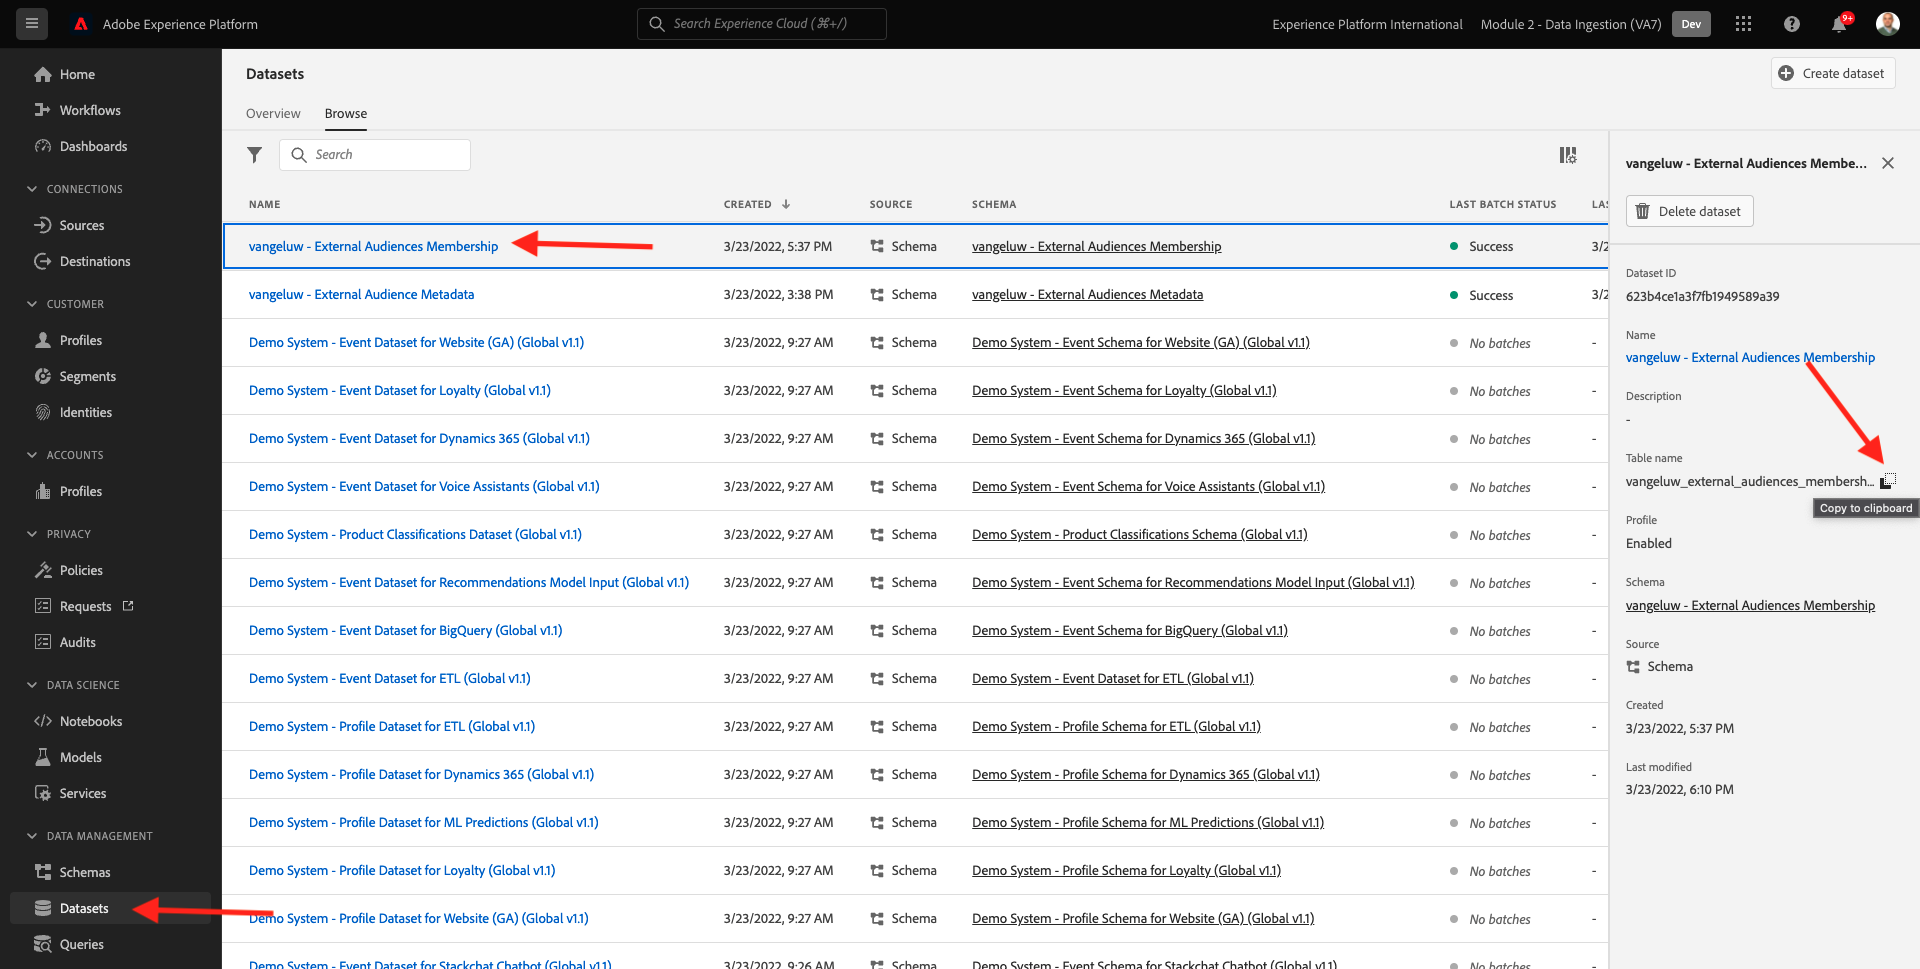 Adobe Experience Platform
Search Experience Cloud (⌘+/)
Experience Platform International
Module 2 - Data Ingestion (VA7)
Dev
9+
Home
Workflows
Dashboards
CONNECTIONS
Sources
Destinations
CUSTOMER
Profiles
Segments
Identities
ACCOUNTS
Profiles
PRIVACY
Policies
Requests
Audits
DATA SCIENCE
Notebooks
Models
Services
DATA MANAGEMENT
Schemas
Datasets
Queries
Datasets
Create dataset
Overview Browse
Search
NAME CREATED SOURCE SCHEMA LAST BATCH STATUS LAS
vangeluw - External Audiences Membership 3/23/2022, 5:37 PM Schema vangeluw - External Audiences Membership Success 3/2
vangeluw - External Audience Metadata 3/23/2022, 3:38 PM Schema vangeluw - External Audiences Metadata Success 3/2
Demo System - Event Dataset for Website (GA) (Global v1.1) 3/23/2022, 9:27 AM Schema Demo System - Event Schema for Website (GA) (Global v1.1) No batches -
Demo System - Event Dataset for Loyalty (Global v1.1) 3/23/2022, 9:27 AM Schema Demo System - Event Schema for Loyalty (Global v1.1) No batches -
Demo System - Event Dataset for Dynamics 365 (Global v1.1) 3/23/2022, 9:27 AM Schema Demo System - Event Schema for Dynamics 365 (Global v1.1) No batches -
Demo System - Event Dataset for Voice Assistants (Global v1.1) 3/23/2022, 9:27 AM Schema Demo System - Event Schema for Voice Assistants (Global v1.1) No batches -
Demo System - Product Classifications Dataset (Global v1.1) 3/23/2022, 9:27 AM Schema Demo System - Product Classifications Schema (Global v1.1) No batches -
Demo System - Event Dataset for Recommendations Model Input (Global v1.1) 3/23/2022, 9:27 AM Schema Demo System - Event Schema for Recommendations Model Input (Global v1.1) No batches -
Demo System - Event Dataset for BigQuery (Global v1.1) 3/23/2022, 9:27 AM Schema Demo System - Event Schema for BigQuery (Global v1.1) No batches -
Demo System - Event Dataset for ETL (Global v1.1) 3/23/2022, 9:27 AM Schema Demo System - Event Dataset for ETL (Global v1.1) No batches -
Demo System - Profile Dataset for ETL (Global v1.1) 3/23/2022, 9:27 AM Schema Demo System - Profile Schema for ETL (Global v1.1) No batches -
Demo System - Profile Dataset for Dynamics 365 (Global v1.1) 3/23/2022, 9:27 AM Schema Demo System - Profile Schema for Dynamics 365 (Global v1.1) No batches -
Demo System - Profile Dataset for ML Predictions (Global v1.1) 3/23/2022, 9:27 AM Schema Demo System - Profile Schema for ML Predictions (Global v1.1) No batches -
Demo System - Profile Dataset for Loyalty (Global v1.1) 3/23/2022, 9:27 AM Schema Demo System - Profile Schema for Loyalty (Global v1.1) No batches -
Demo System - Profile Dataset for Website (GA) (Global v1.1) 3/23/2022, 9:27 AM Schema Demo System - Profile Schema for Website (GA) (Global v1.1) No batches -
Demo System - Event Dataset for Stackchat Chatbot (Global v1.1) 3/23/2022, 9:26 AM Schema Demo System - Event Schema for Stackchat Chatbot (Global v1.1) No batches -
vangeluw - External Audiences Membe...
Delete dataset
Dataset ID
623b4ce1a3f7fb1949589a39
Name
vangeluw - External Audiences Membership
Description
-
Table name
vangeluw_external_audiences_membersh...
Copy to clipboard
Profile
Enabled
Schema
vangeluw - External Audiences Membership
Source
Schema
Created
3/23/2022, 5:37 PM
Last modified
3/23/2022, 6:10 PM